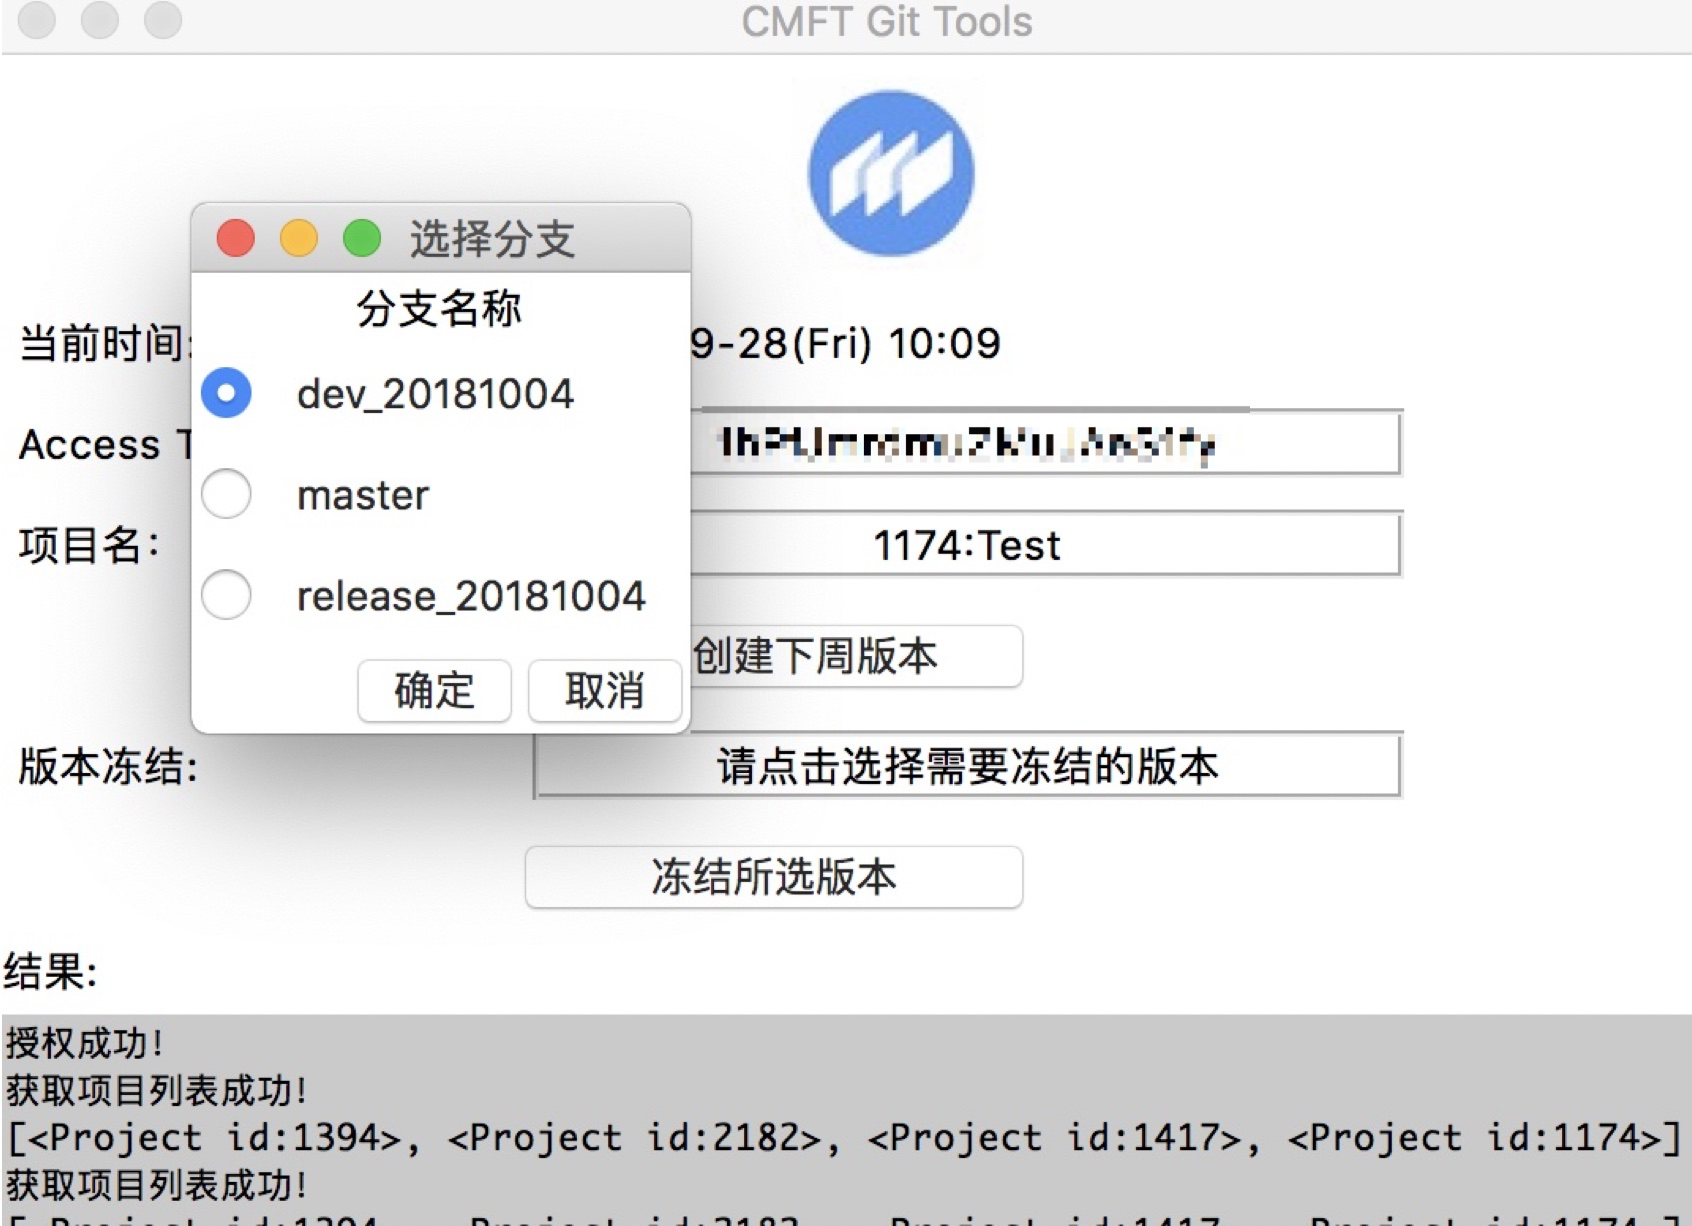 CMFT Git Tools
选择分支
分支名称
dev_20181004
master
release_20181004
确定 取消
当前时间: 9-28(Fri) 10:09
Access
项目名: 1174:Test
创建下周版本
版本冻结: 请点击选择需要冻结的版本
冻结所选版本
结果:
授权成功!
获取项目列表成功!
[<Project id:1394>, <Project id:2182>, <Project id:1417>, <Project id:1174>]
获取项目列表成功!